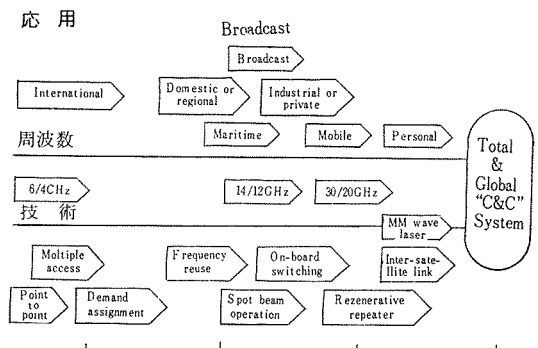 応用
Broadcast
Broadcast
International
Domestic or
regional
Industrial or
private
Maritime
Mobile
Personal
周波数
Total
&
Global
"C&C"
System
6/4CHz
14/12GHz
30/20GHz
技術
MM wave
laser
Moltiple
access
Frequency
reuse
On-board
switching
Inter-sate-
llite link
Point
to
point
Demand
assignment
Spot beam
operation
Rezenerative
repeater